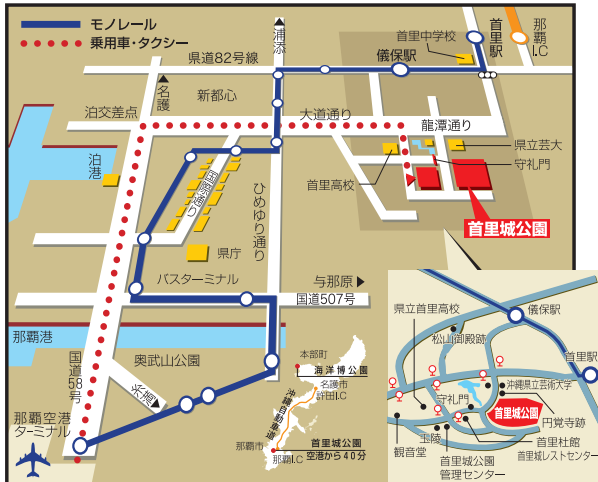 モノレール
乗用車・タクシー
浦添
首里中学校
首里駅
那覇I.C
県道82号線
儀保駅
名護
新都心
泊交差点
大道通り
龍潭通り
県立芸大
守礼門
泊港
国際通り
首里高校
ひめゆり通り
首里城公園
県庁
バスターミナル
与那原
国道507号
那覇港
国道58号
奥武山公園
糸満
那覇空港
ターミナル
本部町
海洋博公園
名護市
許田I.C
沖縄自動車道
那覇市
那覇I.C
首里城公園
空港から40分
県立首里高校
儀保駅
松山御殿跡
首里駅
沖縄県立芸術大学
守礼門
首里城公園
円覚寺跡
玉陵
首里杜館
首里城レストセンター
観音堂
首里城公園
管理センター